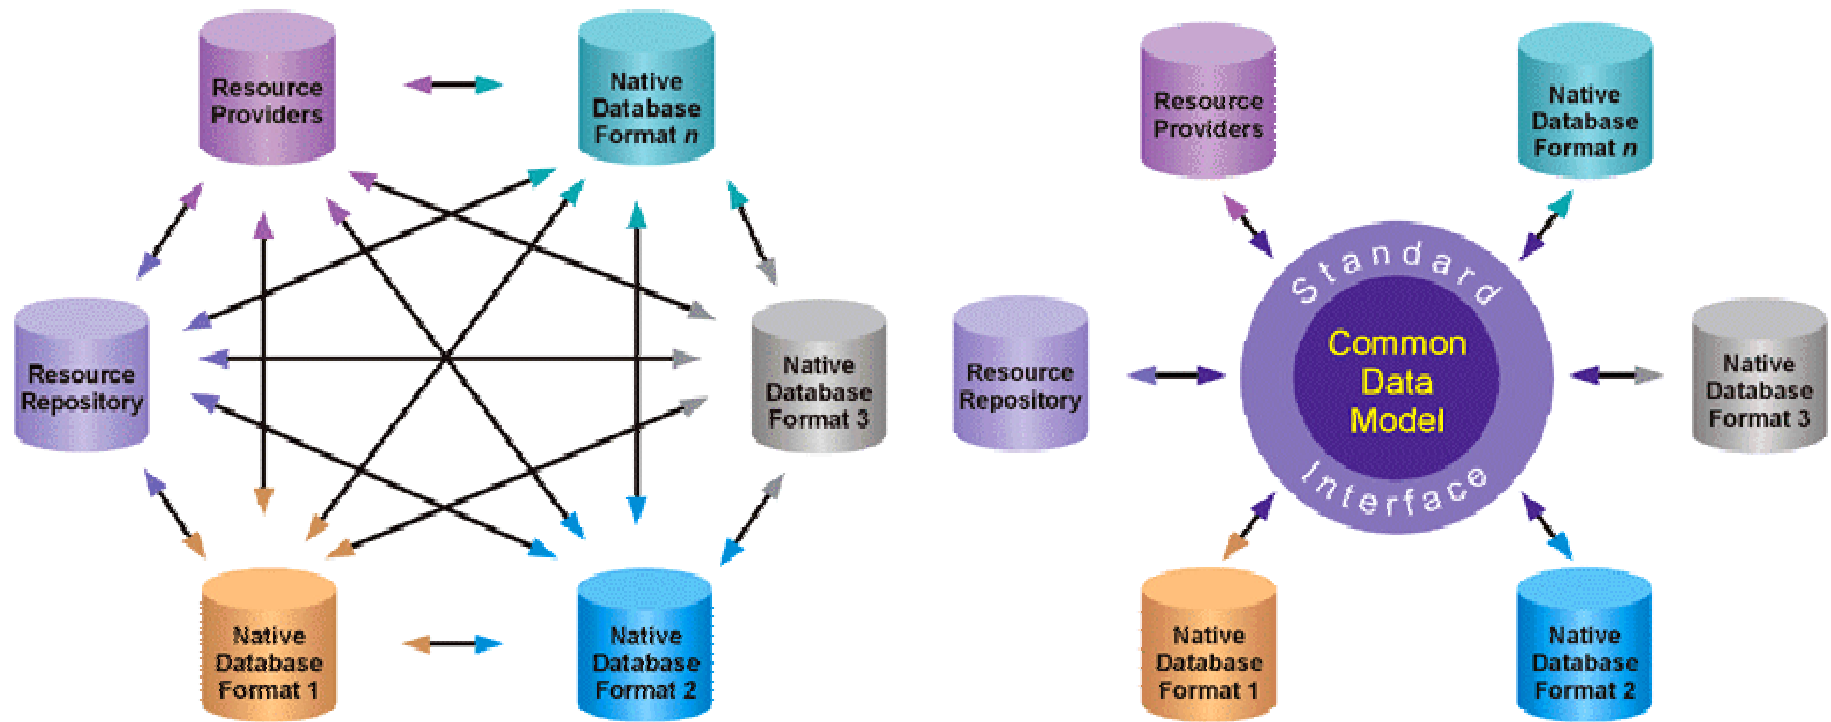 Resource
Providers
Native
Database
Format n
Resource
Repository
Native
Database
Format 3
Native
Database
Format 1
Native
Database
Format 2
Resource
Providers
Native
Database
Format n
Standard
Common
Data
Model
Interface
Resource
Repository
Native
Database
Format 3
Native
Database
Format 1
Native
Database
Format 2